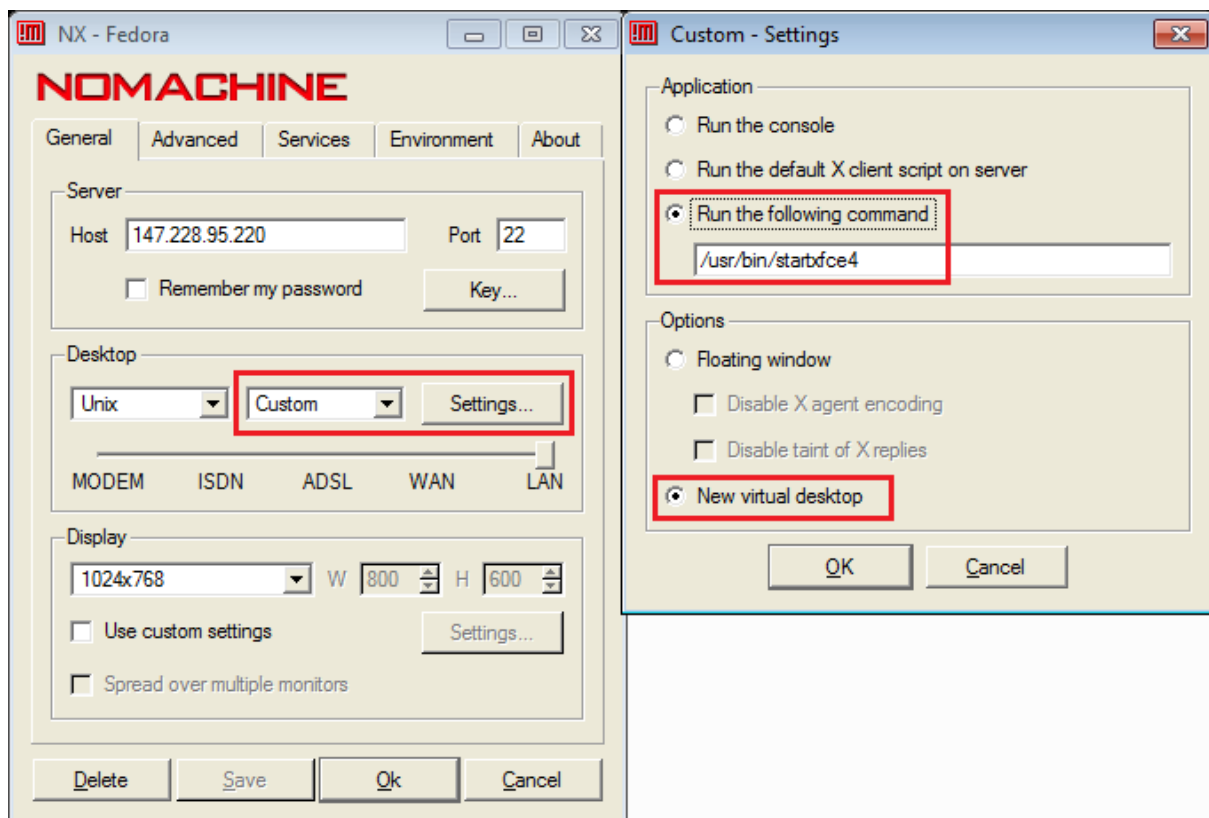 NX - Fedora
NOMACHINE
General Advanced Services Environment About
Server
Host 147.228.95.220 Port 22
Remember my password Key...
Desktop
Unix Custom Settings...
MODEM ISDN ADSL WAN LAN
Display
1024x768 W 800 H 600
Use custom settings Settings...
Spread over multiple monitors
Delete Save Ok Cancel
Custom - Settings
Application
Run the console
Run the default X client script on server
Run the following command
/usr/bin/startxfce4
Options
Floating window
Disable X agent encoding
Disable taint of X replies
New virtual desktop
OK Cancel